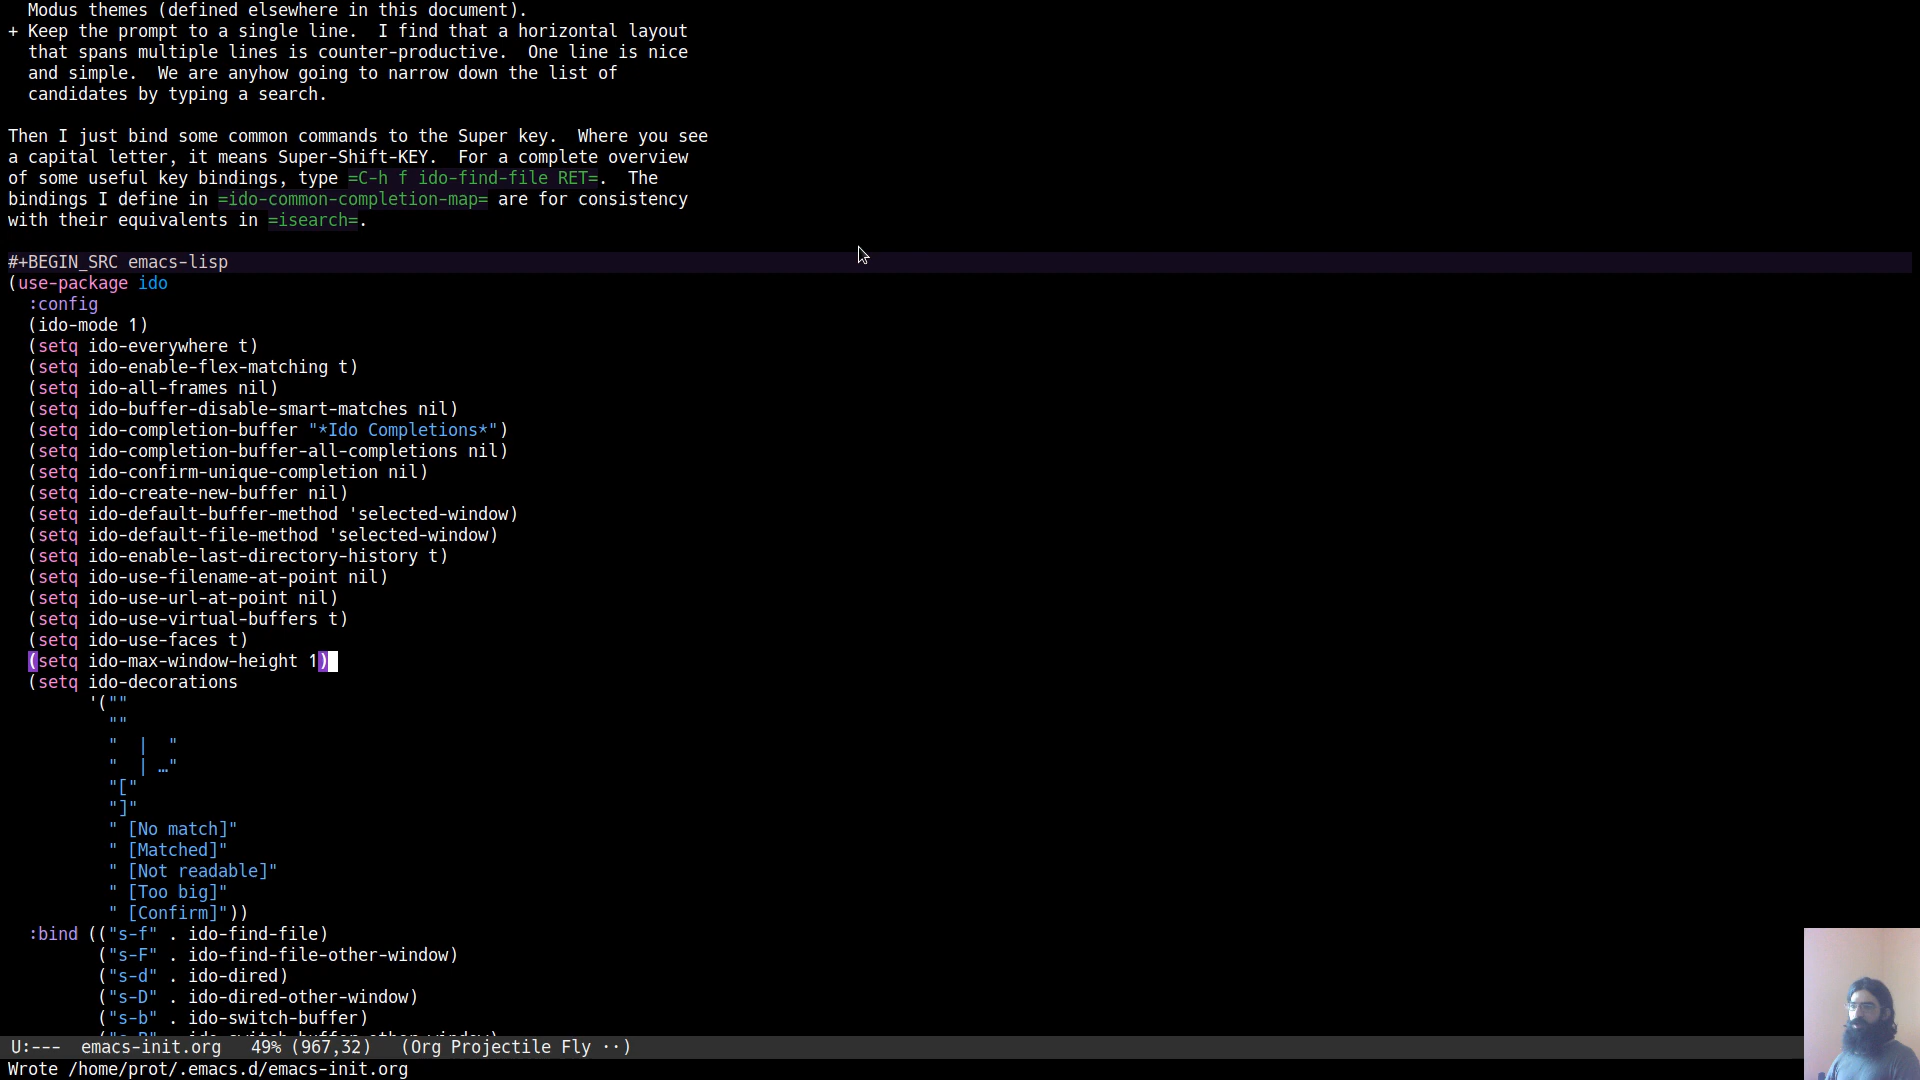 Modus themes (defined elsewhere in this document).
+ Keep the prompt to a single line.  I find that a horizontal layout
that spans multiple lines is counter-productive.  One line is nice
and simple.  We are anyhow going to narrow down the list of
candidates by typing a search.
Then I just bind some common commands to the Super key.  Where you see
a capital letter, it means Super-Shift-KEY.  For a complete overview
of some useful key bindings, type =C-h f ido-find-file RET=.  The
bindings I define in =ido-common-completion-map= are for consistency
with their equivalents in =isearch=.
#+BEGIN_SRC emacs-lisp
(use-package ido
:config
(ido-mode 1)
(setq ido-everywhere t)
(setq ido-enable-flex-matching t)
(setq ido-all-frames nil)
(setq ido-buffer-disable-smart-matches nil)
(setq ido-completion-buffer "*Ido Completions*")
(setq ido-completion-buffer-all-completions nil)
(setq ido-confirm-unique-completion nil)
(setq ido-create-new-buffer nil)
(setq ido-default-buffer-method 'selected-window)
(setq ido-default-file-method 'selected-window)
(setq ido-enable-last-directory-history t)
(setq ido-use-filename-at-point nil)
(setq ido-use-url-at-point nil)
(setq ido-use-virtual-buffers t)
(setq ido-use-faces t)
(setq ido-max-window-height 1)
(setq ido-decorations
'(""
""
"  |  "
"  | …"
"["
"]"
" [No match]"
" [Matched]"
" [Not readable]"
" [Too big]"
" [Confirm]"))
:bind (("s-f" . ido-find-file)
("s-F" . ido-find-file-other-window)
("s-d" . ido-dired)
("s-D" . ido-dired-other-window)
("s-b" . ido-switch-buffer)
("s-B" . ido-switch-buffer-other-window)
U:---  emacs-init.org   49% (967,32)   (Org Projectile Fly ··)
Wrote /home/prot/.emacs.d/emacs-init.org